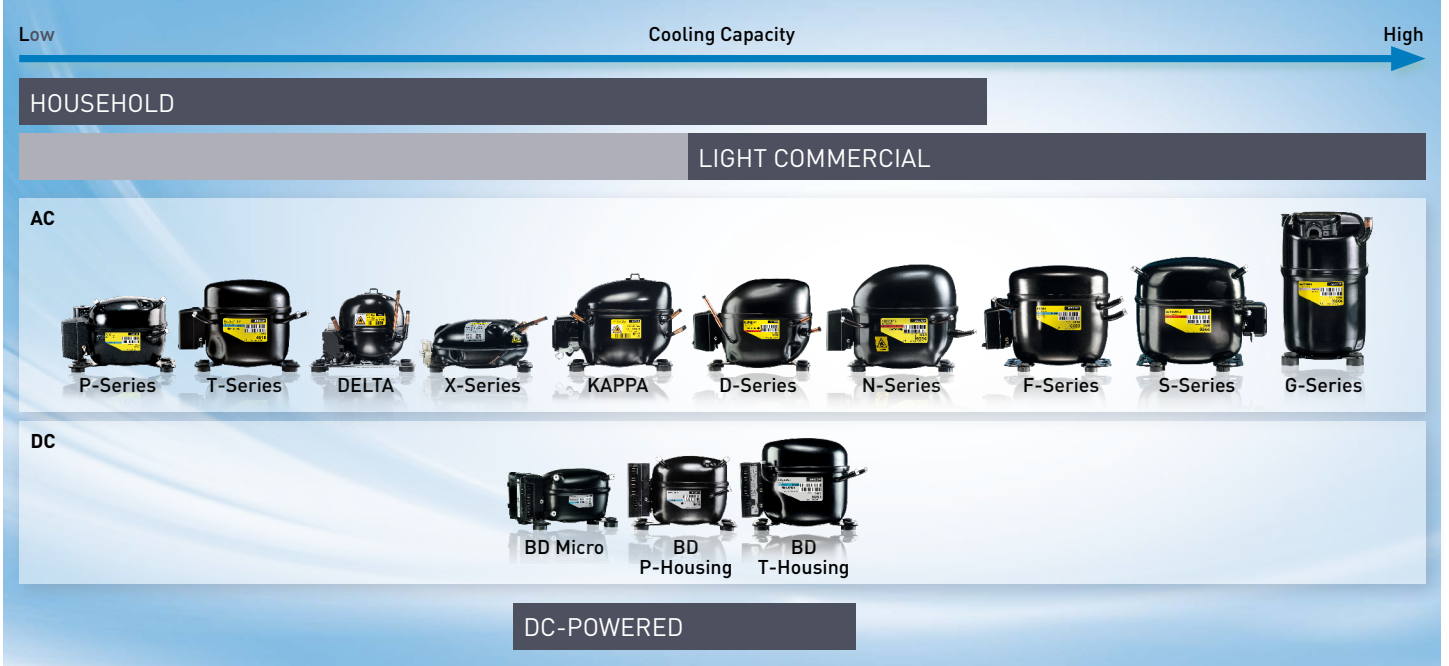 Low Cooling Capacity High
HOUSEHOLD
LIGHT COMMERCIAL
AC
P-Series T-Series DELTA X-Series KAPPA D-Series N-Series F-Series S-Series G-Series
DC
BD Micro BD BD
P-Housing T-Housing
DC-POWERED